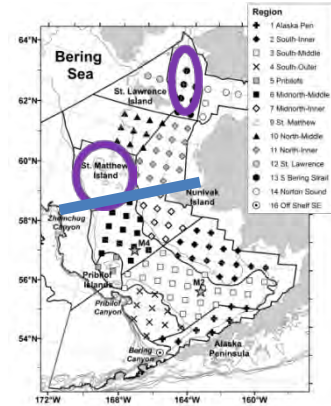 Region
1 Alaska Pen
2 South-Inner
3 South-Middle
4 South-Outer
5 Pribilofs
6 Midnorth-Middle
7 Midnorth-Inner
9 St. Matthew
10 North-Middle
11 North-Inner
12 St. Lawrence
13 S Bering Strait
14 Norton Sound
16 Off Shelf SE
64°N
62°N
60°N
58°N
56°N
54°N
Bering
Sea
St. Lawrence
Island
St. Matthew
Island
Nunivak
Island
Zhemchug
Canyon
M4
Pribilof
Islands
M2
Pribilof
Canyon
Bering
Canyon
Alaska
Peninsula
172°W
168°W
164°W
160°W